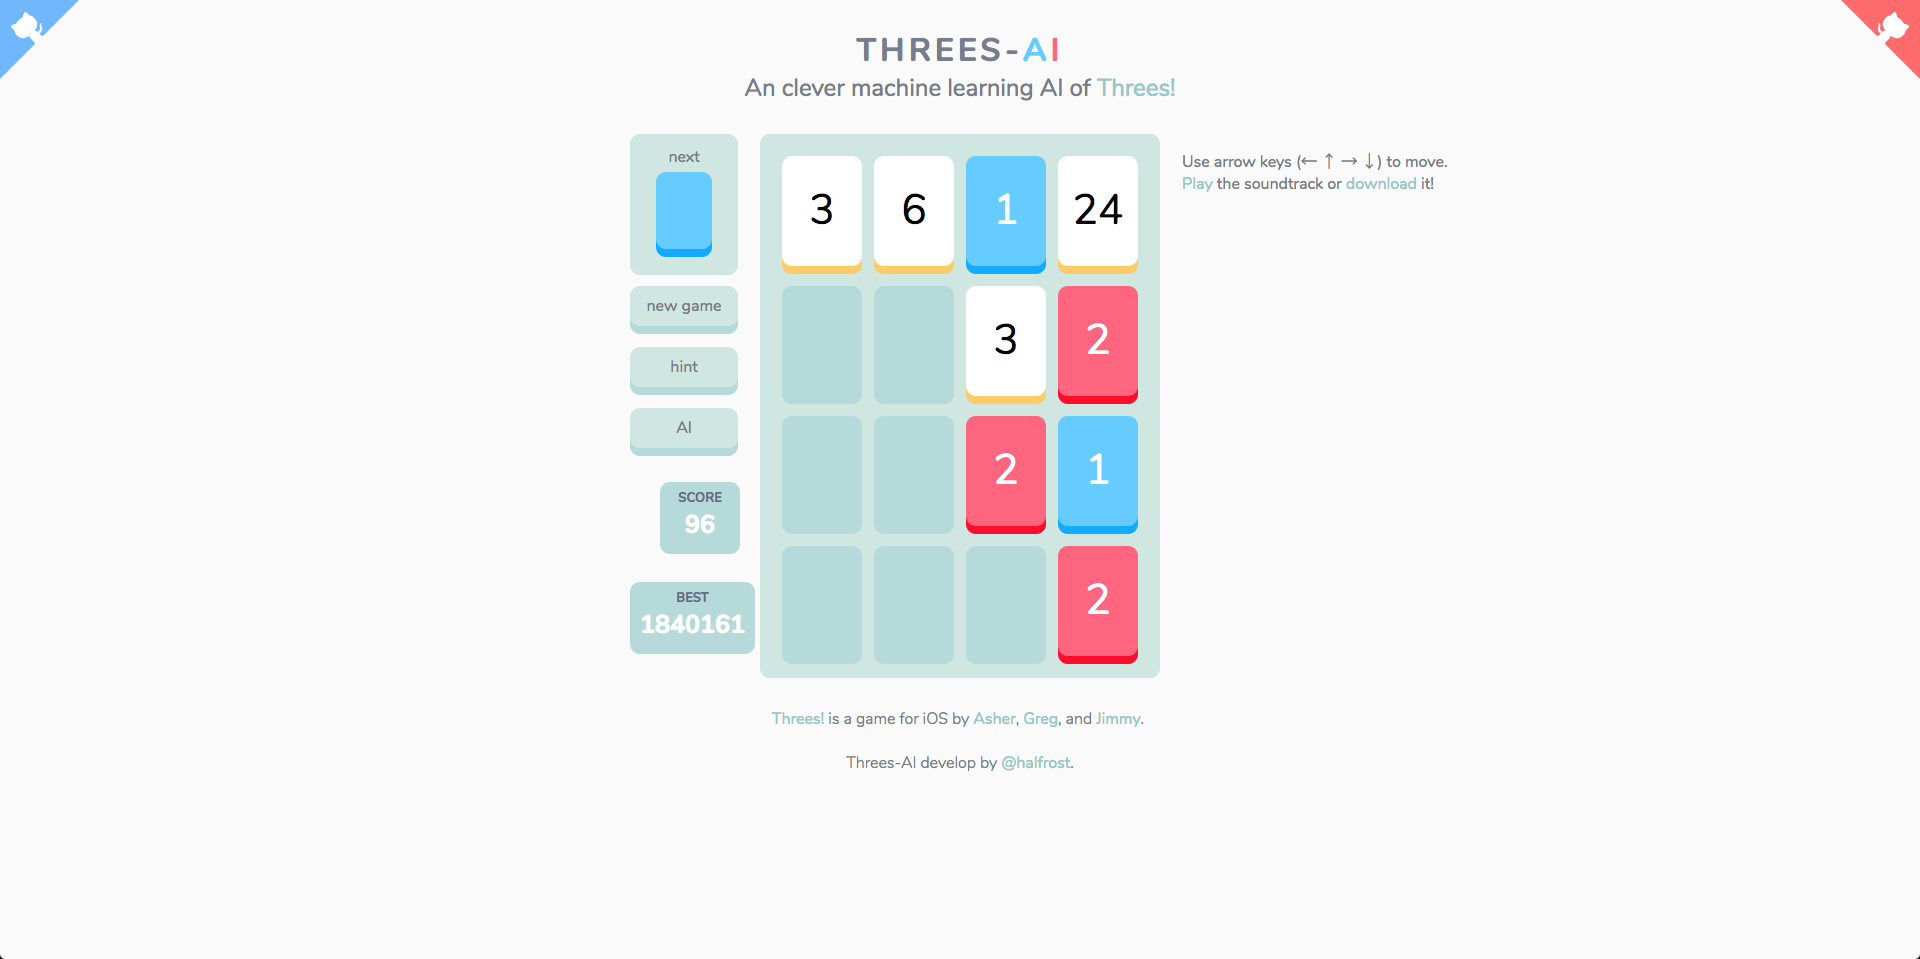 THREES-AI
An clever machine learning AI of Threes!
next
new game
hint
AI
SCORE
96
BEST
1840161
3 6 1 24
3 2
2 1
2
Use arrow keys (← ↑ → ↓) to move.
Play the soundtrack or download it!
Threes! is a game for iOS by Asher, Greg, and Jimmy.
Threes-AI develop by @halfrost.